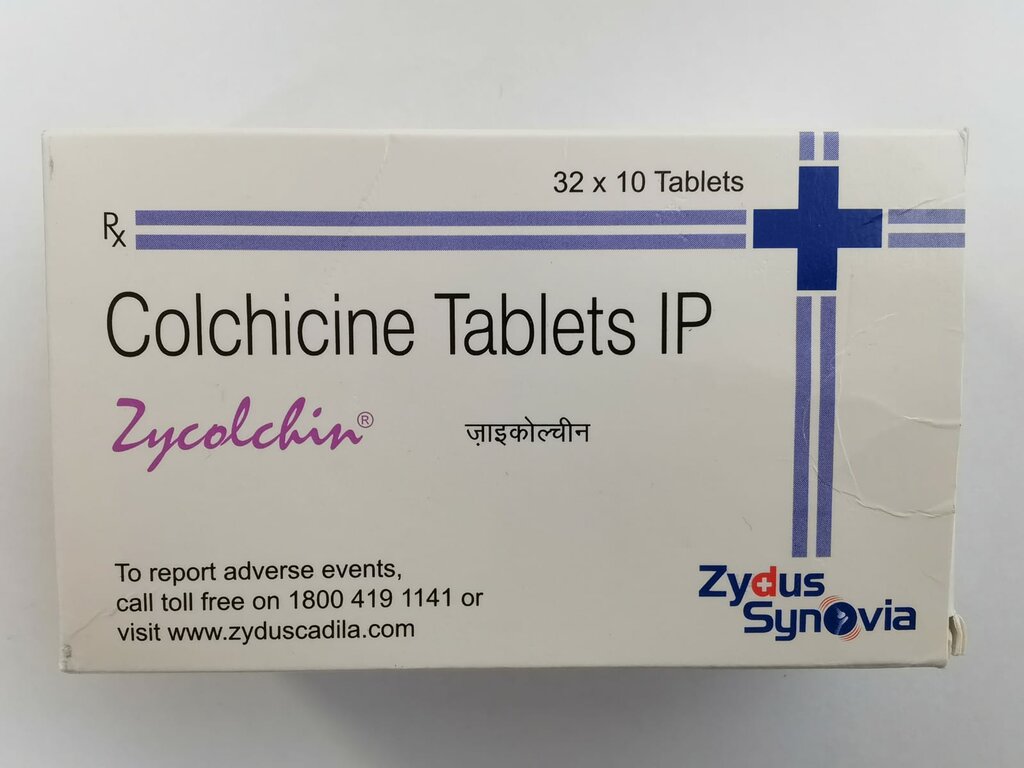 32 x 10 Tablets
Rx
Colchicine Tablets IP
Zycolchin® ज़ाइकोल्चीन
To report adverse events,
call toll free on 1800 419 1141 or
visit www.zyduscadila.com
Zydus
Synovia